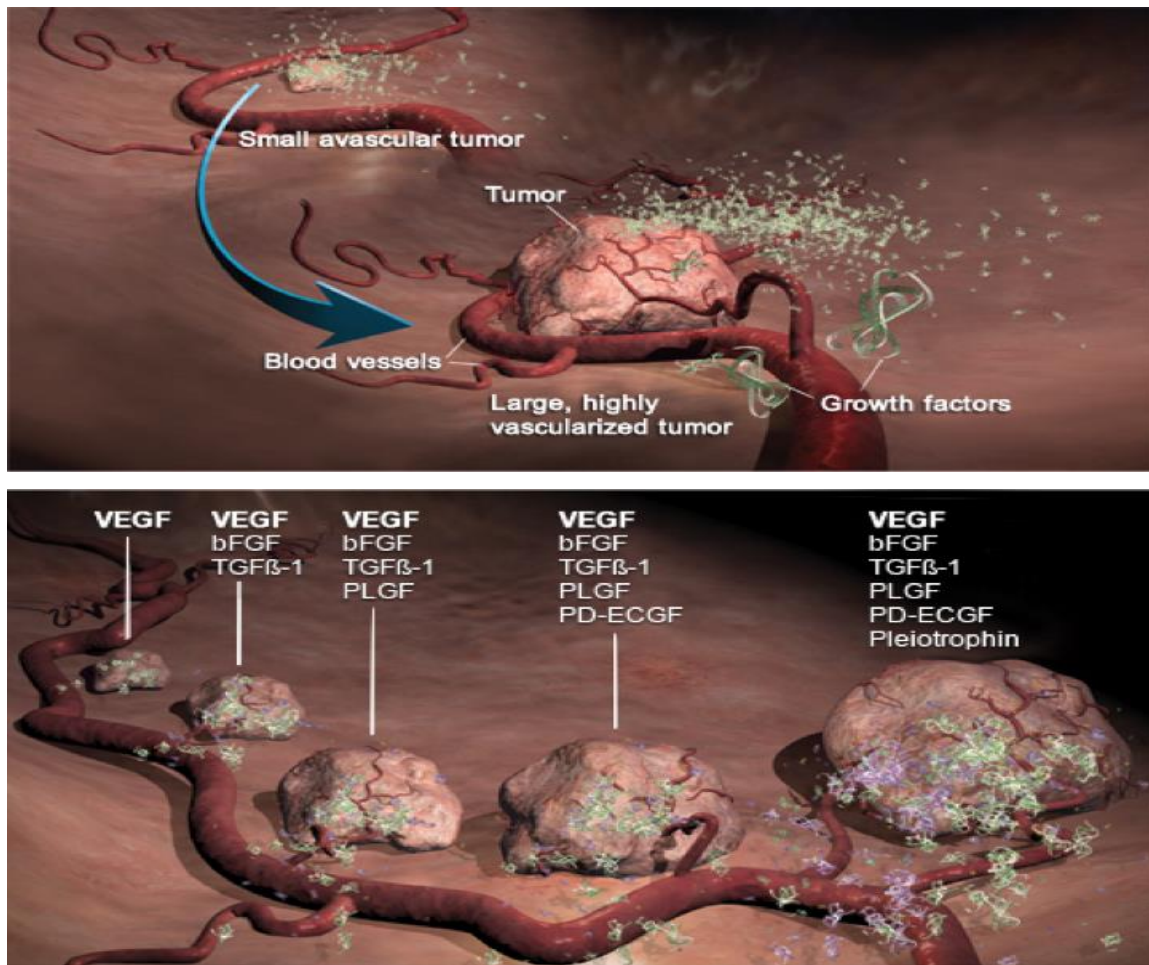 Small avascular tumor
Tumor
Blood vessels
Large, highly
vascularized tumor
Growth factors
VEGF
VEGF
bFGF
TGFß-1
VEGF
bFGF
TGFß-1
PLGF
VEGF
bFGF
TGFß-1
PLGF
PD-ECGF
VEGF
bFGF
TGFß-1
PLGF
PD-ECGF
Pleiotrophin